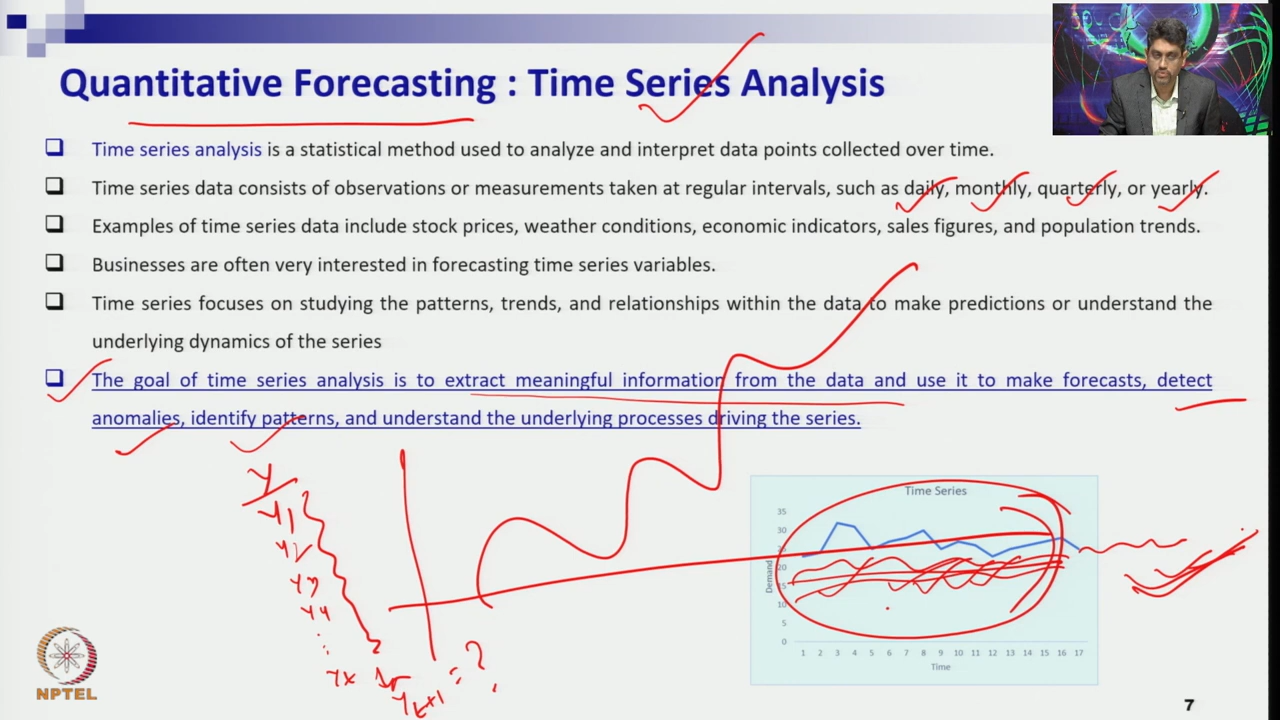 Quantitative Forecasting : Time Series Analysis
Time series analysis is a statistical method used to analyze and interpret data points collected over time.
Time series data consists of observations or measurements taken at regular intervals, such as daily, monthly, quarterly, or yearly.
Examples of time series data include stock prices, weather conditions, economic indicators, sales figures, and population trends.
Businesses are often very interested in forecasting time series variables.
Time series focuses on studying the patterns, trends, and relationships within the data to make predictions or understand the
underlying dynamics of the series
The goal of time series analysis is to extract meaningful information from the data and use it to make forecasts, detect
anomalies, identify patterns, and understand the underlying processes driving the series.
Y
Y1
Y2
Y3
Y4
Yt+1 = ?
Time Series
35
30
20
15
10
5
0
Demand
1 2 3 4 5 6 7 8 9 10 11 12 13 14 15 16 17
Time
NPTEL
7